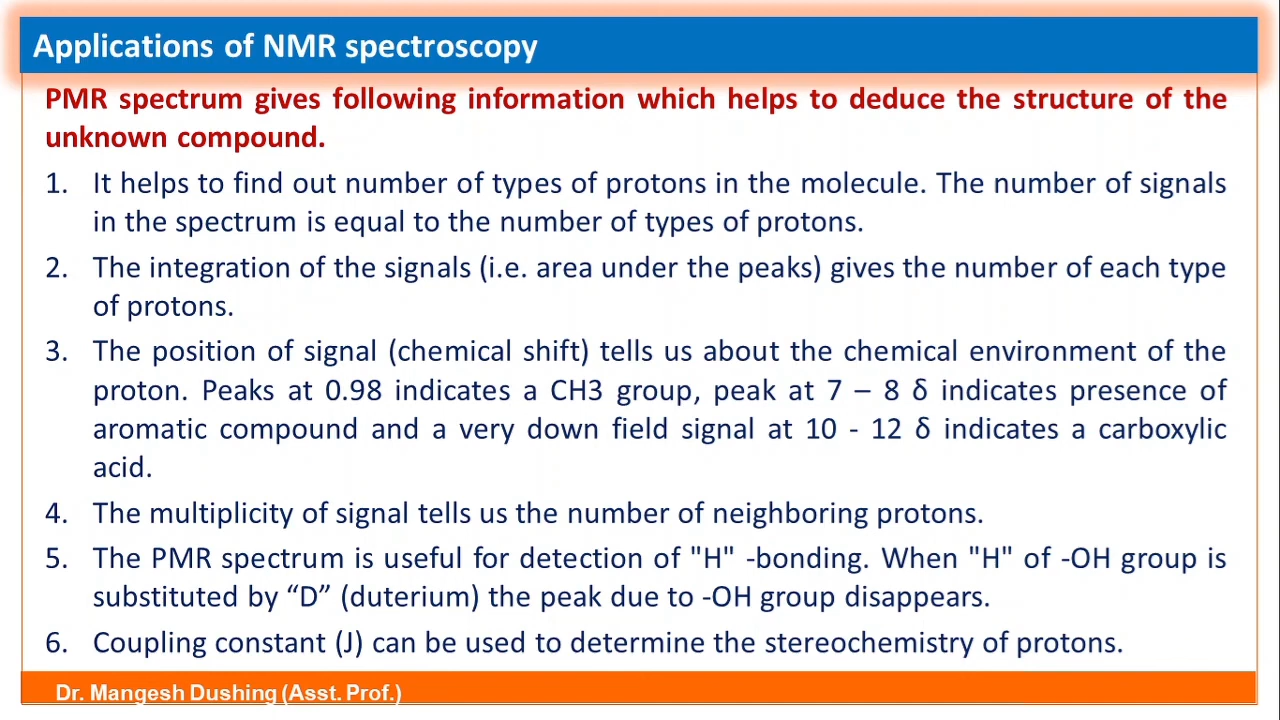 Applications of NMR spectroscopy
PMR spectrum gives following information which helps to deduce the structure of the
unknown compound.
1. It helps to find out number of types of protons in the molecule. The number of signals
in the spectrum is equal to the number of types of protons.
2. The integration of the signals (i.e. area under the peaks) gives the number of each type
of protons.
3. The position of signal (chemical shift) tells us about the chemical environment of the
proton. Peaks at 0.98 indicates a CH3 group, peak at 7 – 8 δ indicates presence of
aromatic compound and a very down field signal at 10 - 12 δ indicates a carboxylic
acid.
4. The multiplicity of signal tells us the number of neighboring protons.
5. The PMR spectrum is useful for detection of "H" -bonding. When "H" of -OH group is
substituted by “D” (duterium) the peak due to -OH group disappears.
6. Coupling constant (J) can be used to determine the stereochemistry of protons.
Dr. Mangesh Dushing (Asst. Prof.)